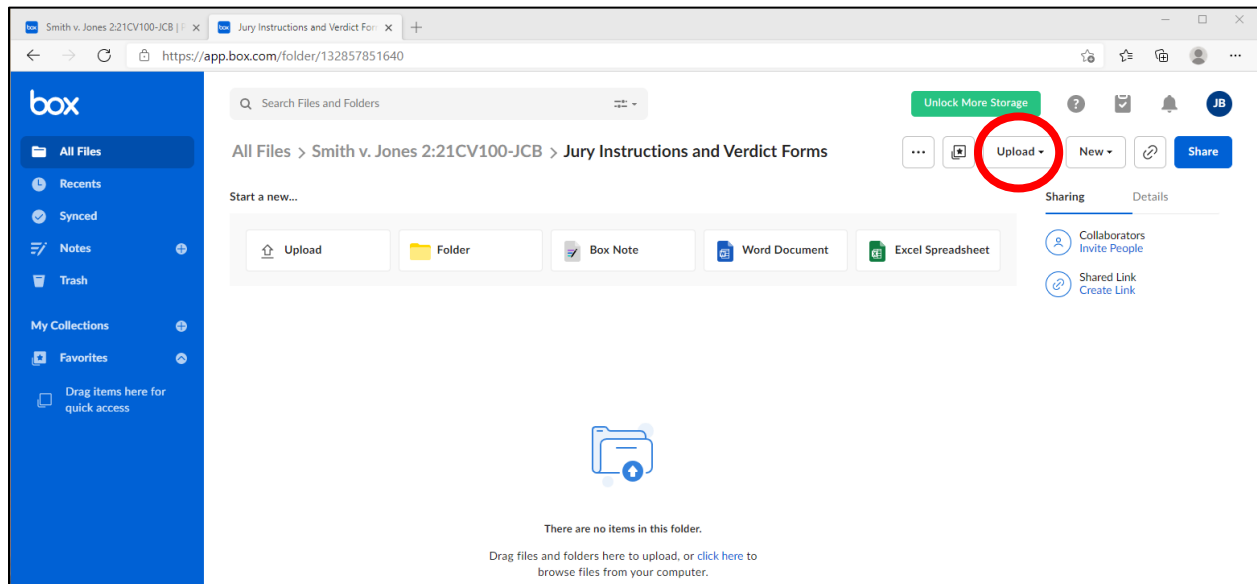 Smith v. Jones 2:21CV100-JCB |
Jury Instructions and Verdict For
https://app.box.com/folder/132857851640
box
Search Files and Folders
Unlock More Storage
?
JB
All Files
Recents
Synced
Notes
Trash
My Collections
Favorites
Drag items here for
quick access
All Files > Smith v. Jones 2:21CV100-JCB > Jury Instructions and Verdict Forms
Upload
New
Share
Start a new...
Upload
Folder
Box Note
Word Document
Excel Spreadsheet
Sharing
Details
Collaborators
Invite People
Shared Link
Create Link
There are no items in this folder.
Drag files and folders here to upload, or click here to
browse files from your computer.